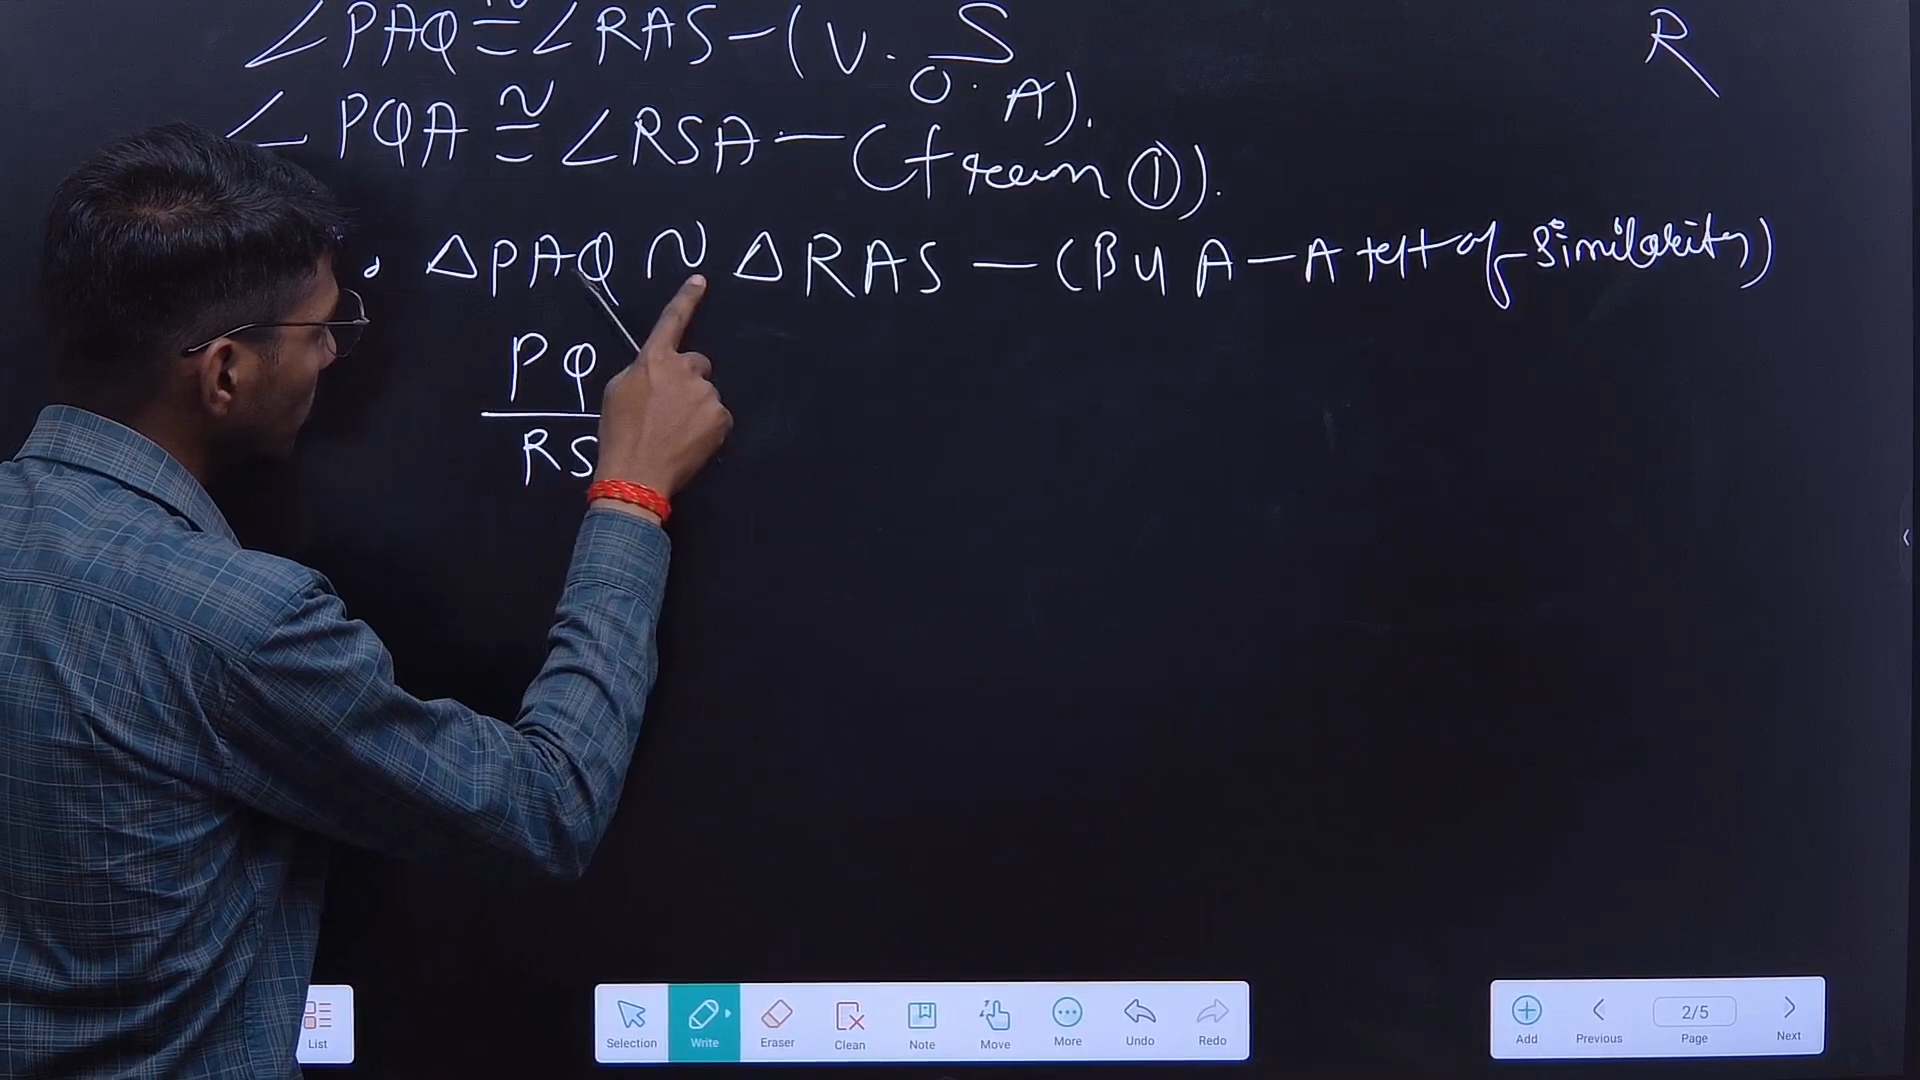 ∠PAQ ≅ ∠RAS — (V. O. A).
S
R
∠PQA ≅ ∠RSA — (from ①).
ΔPAQ ~ ΔRAS — (By A-A test of similarity)
PQ
RS
List
Selection
Write
Eraser
Clean
Note
Move
More
Undo
Redo
Add
Previous
2/5
Page
Next